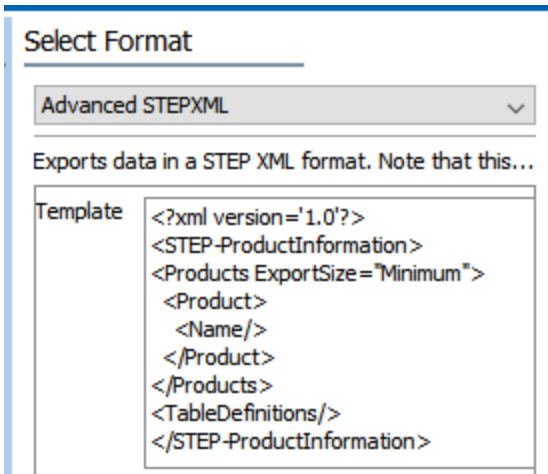 Select Format
Advanced STEPXML
Exports data in a STEP XML format. Note that this...
Template
<?xml version='1.0'?>
<STEP-ProductInformation>
<Products ExportSize="Minimum">
<Product>
<Name/>
</Product>
</Products>
<TableDefinitions/>
</STEP-ProductInformation>